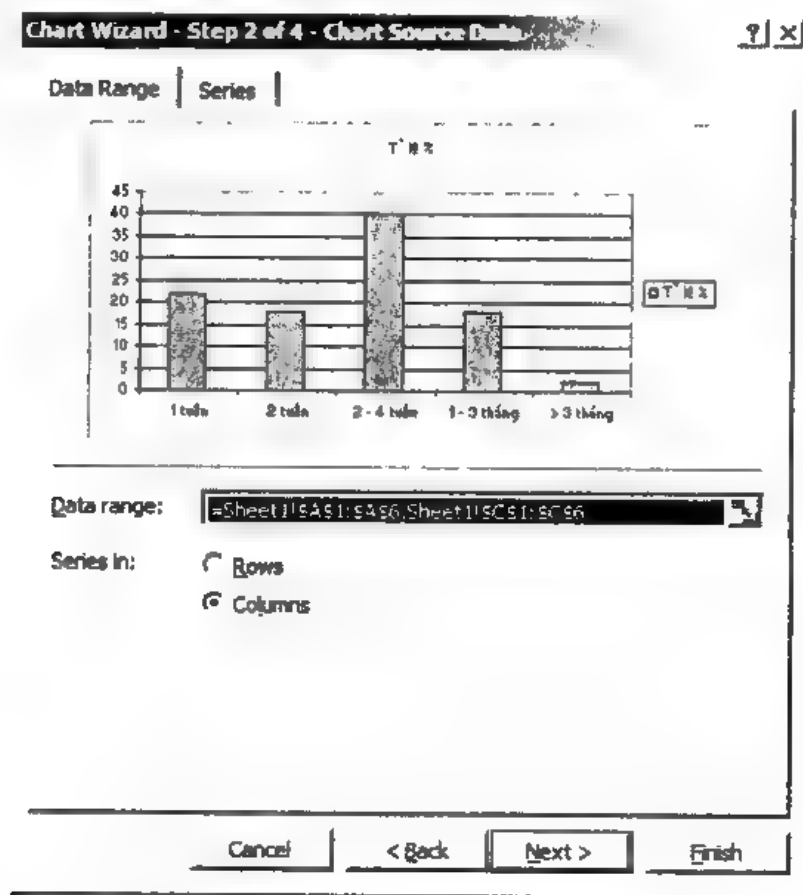 Chart Wizard - Step 2 of 4 - Chart Source Data
? ×
Data Range Series
45
40
35
30
25
20
15
10
5
0
1 tuần 2 tuần 2 - 4 tuần 1 - 3 tháng > 3 tháng
Data range: =Sheet1!$A$1:$A$6,Sheet1!$C$1:$C$6
Series in: Rows
Columns
Cancel < Back Next > Finish